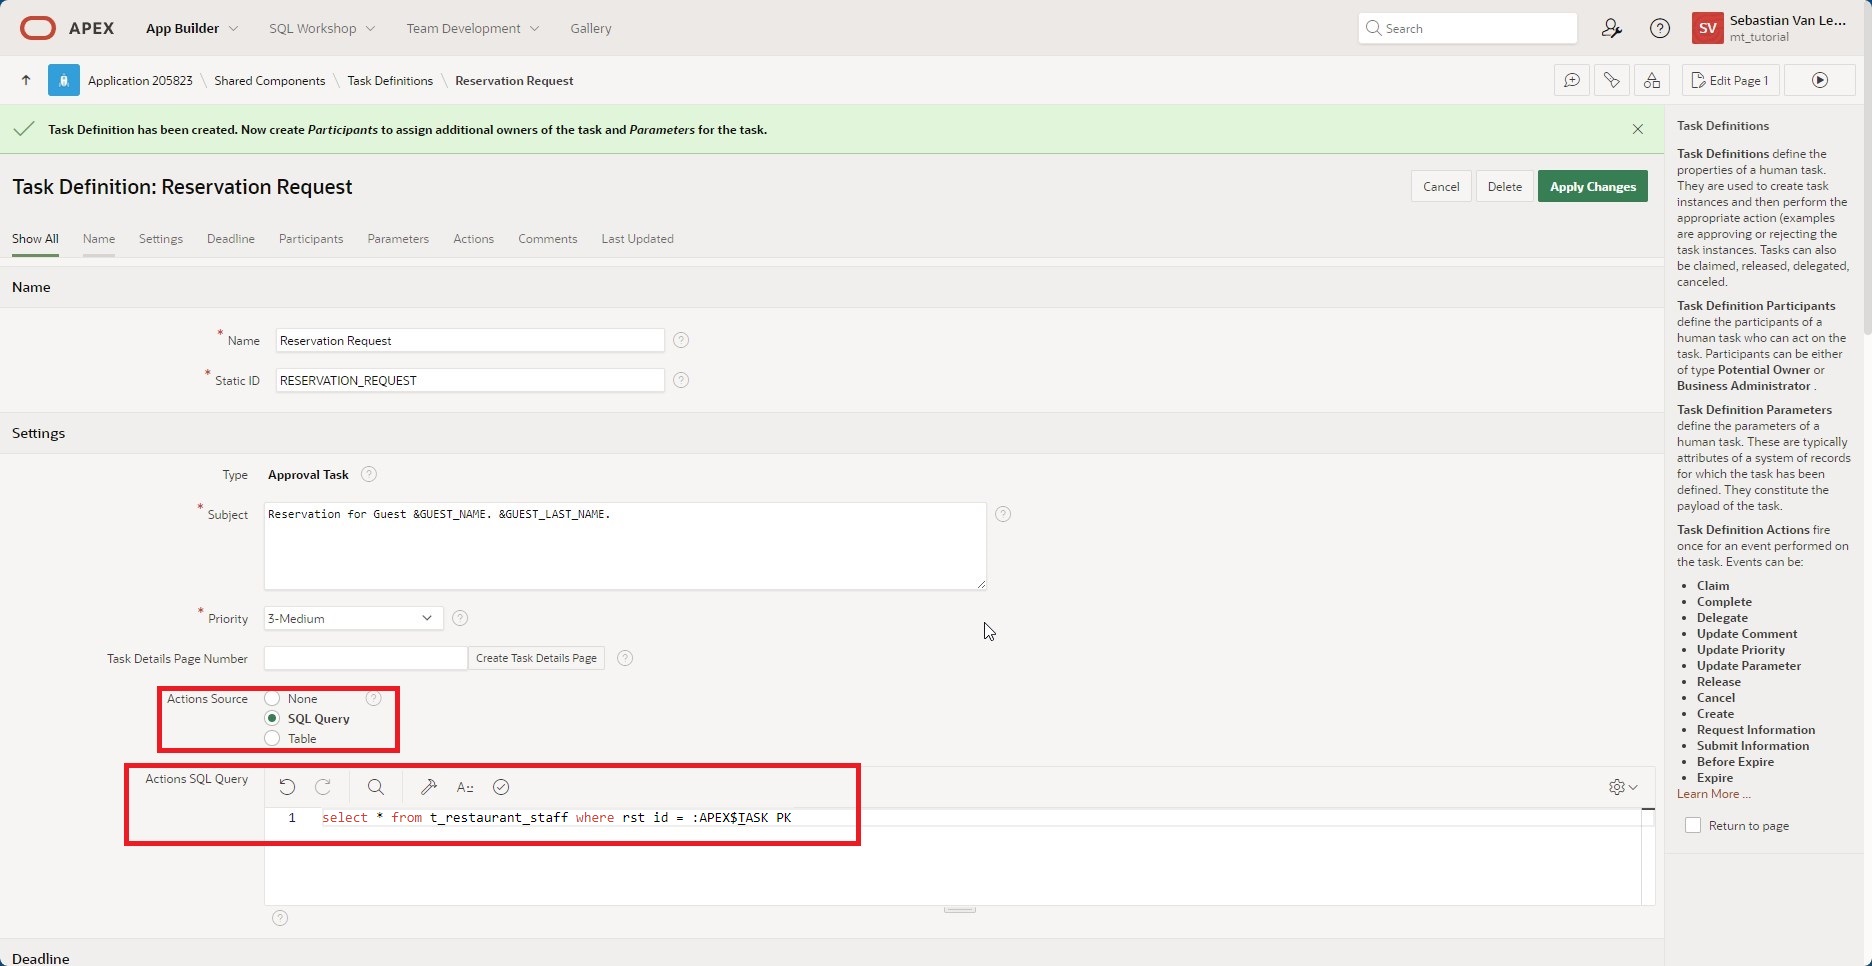 APEX App Builder SQL Workshop Team Development Gallery Search SV Sebastian Van Le...
mt_tutorial
Application 205823 \ Shared Components \ Task Definitions \ Reservation Request Edit Page 1
Task Definition has been created. Now create Participants to assign additional owners of the task and Parameters for the task.
Task Definition: Reservation Request Cancel Delete Apply Changes
Show All Name Settings Deadline Participants Parameters Actions Comments Last Updated
Name
* Name Reservation Request
* Static ID RESERVATION_REQUEST
Settings
Type Approval Task
* Subject Reservation for Guest &GUEST_NAME. &GUEST_LAST_NAME.
* Priority 3-Medium
Task Details Page Number Create Task Details Page
Actions Source None
SQL Query
Table
Actions SQL Query
1 select * from t_restaurant_staff where rst id = :APEX$TASK PK
Deadline
Task Definitions
Task Definitions define the
properties of a human task.
They are used to create task
instances and then perform the
appropriate action (examples
are approving or rejecting the
task instances. Tasks can also
be claimed, released, delegated,
canceled.
Task Definition Participants
define the participants of a
human task who can act on the
task. Participants can be either
of type Potential Owner or
Business Administrator .
Task Definition Parameters
define the parameters of a
human task. These are typically
attributes of a system of records
for which the task has been
defined. They constitute the
payload of the task.
Task Definition Actions fire
once for an event performed on
the task. Events can be:
• Claim
• Complete
• Delegate
• Update Comment
• Update Priority
• Update Parameter
• Release
• Cancel
• Create
• Request Information
• Submit Information
• Before Expire
• Expire
Learn More ...
Return to page